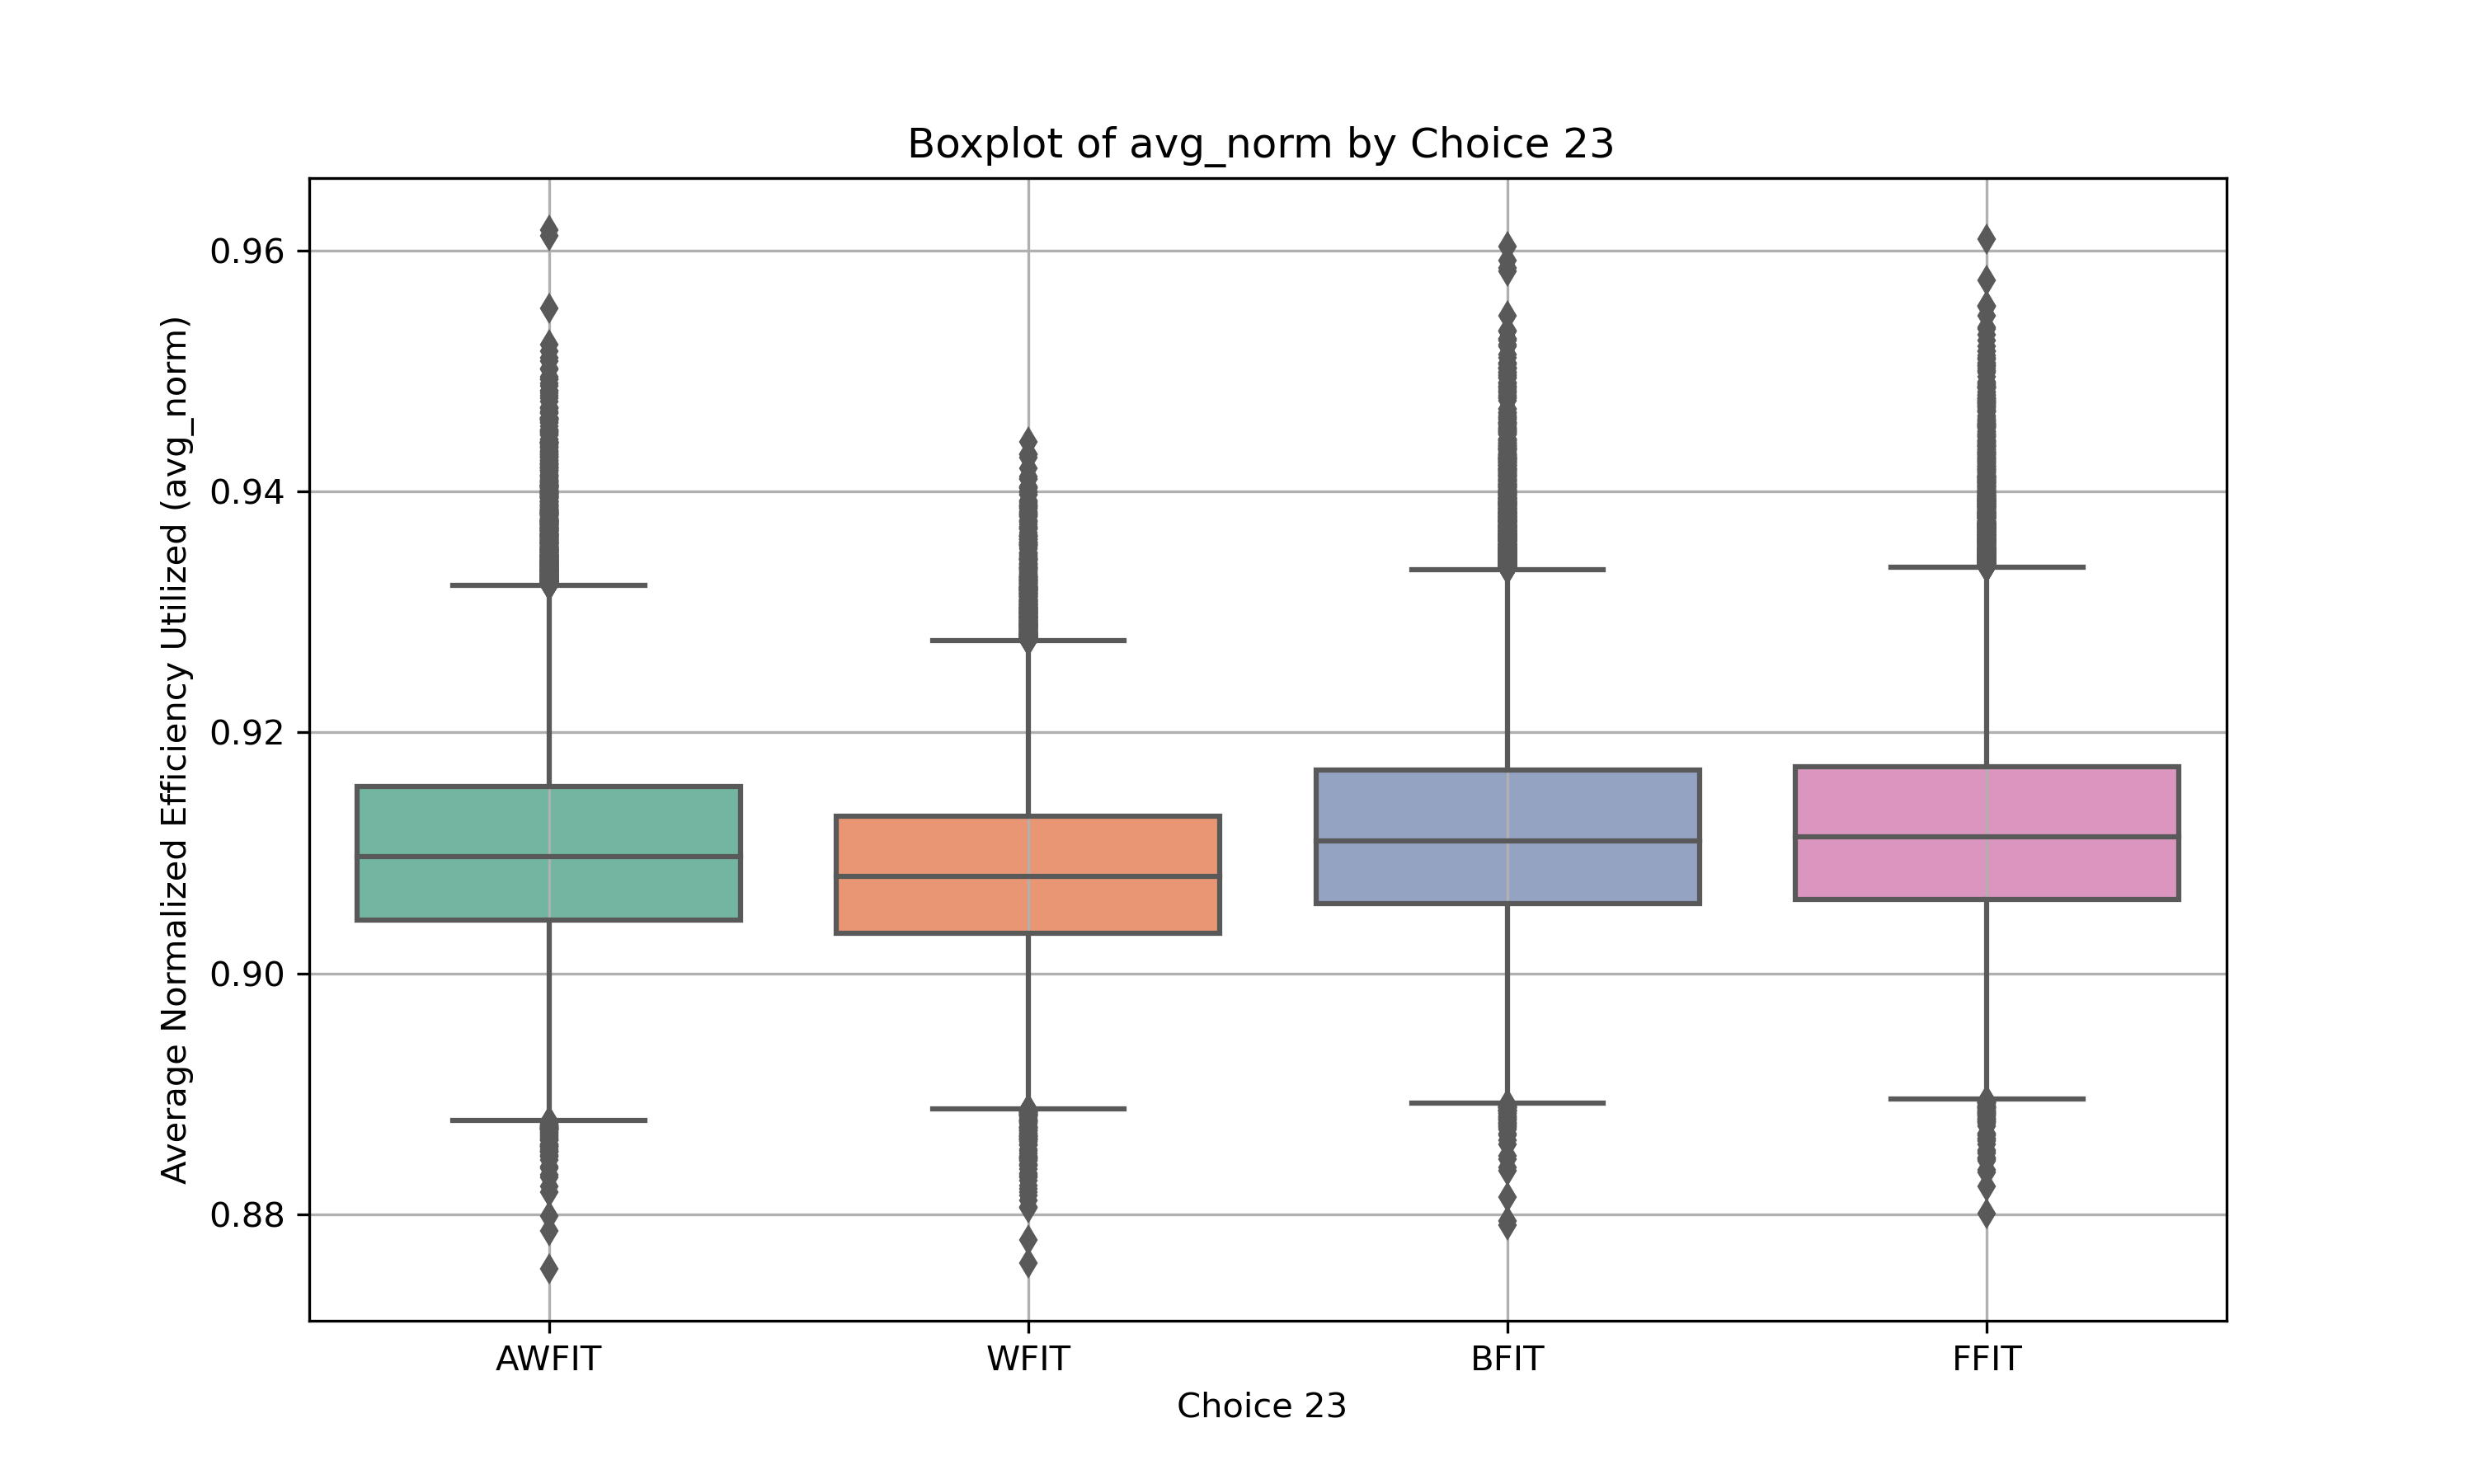 Boxplot of avg_norm by Choice 23
Average Normalized Efficiency Utilized (avg_norm)
0.96
0.94
0.92
0.90
0.88
AWFIT WFIT BFIT FFIT
Choice 23